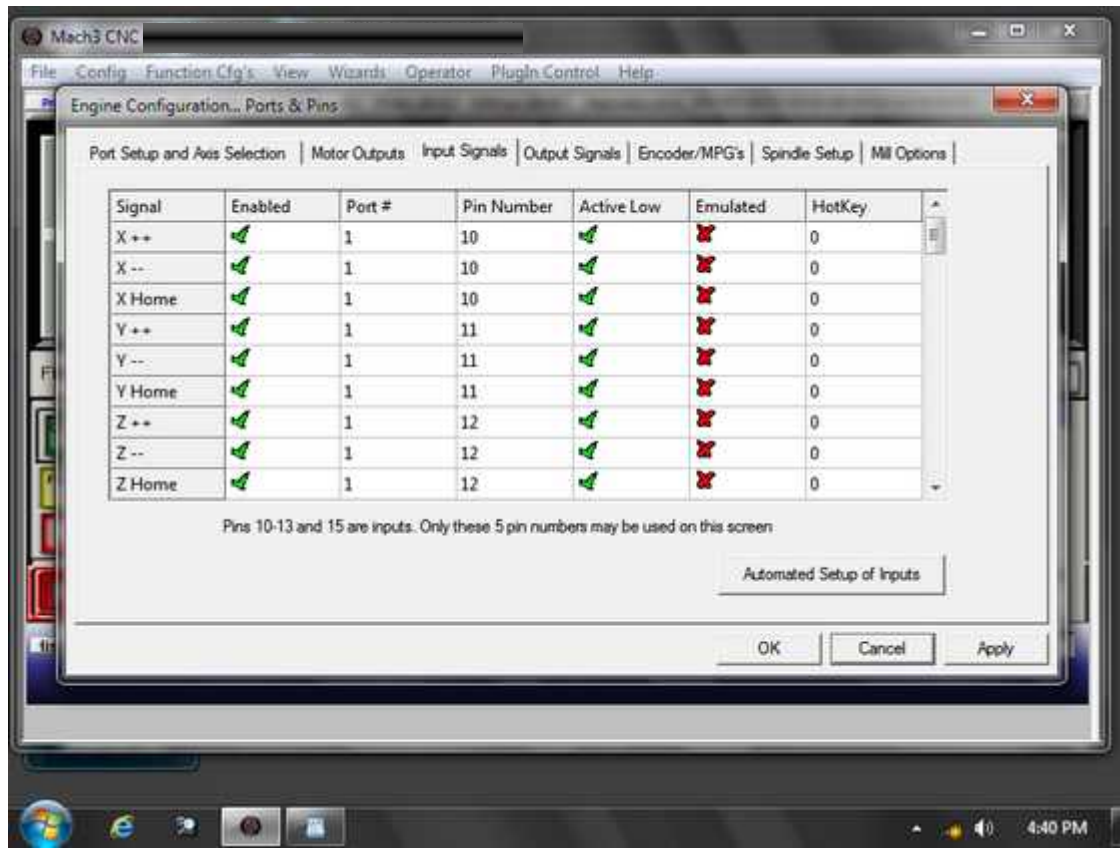 Mach3 CNC
File Config Function Cfg's View Wizards Operator PlugIn Control Help
Engine Configuration... Ports & Pins
Port Setup and Axis Selection Motor Outputs Input Signals Output Signals Encoder/MPG's Spindle Setup Mill Options
Signal Enabled Port # Pin Number Active Low Emulated HotKey
X ++ 1 10 0
X -- 1 10 0
X Home 1 10 0
Y ++ 1 11 0
Y -- 1 11 0
Y Home 1 11 0
Z ++ 1 12 0
Z -- 1 12 0
Z Home 1 12 0
Pins 10-13 and 15 are inputs. Only these 5 pin numbers may be used on this screen
Automated Setup of Inputs
OK Cancel Apply
4:40 PM